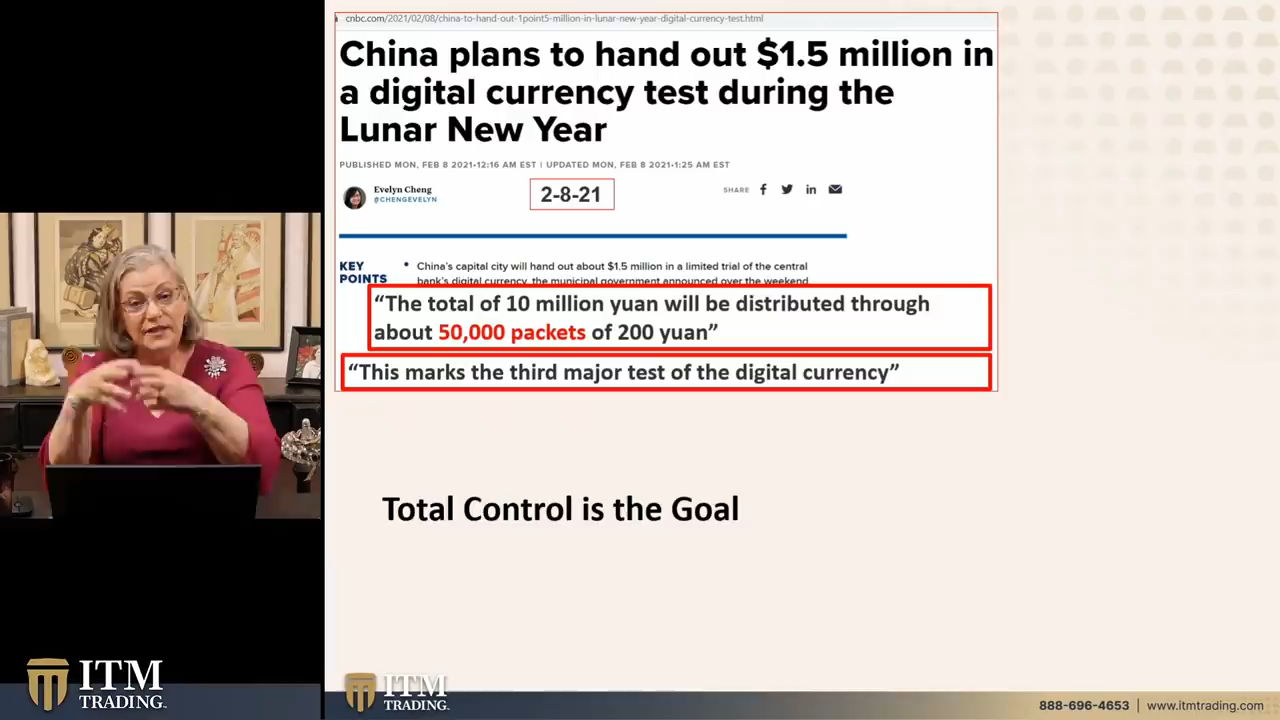 cnbc.com/2021/02/08/china-to-hand-out-1point5-million-in-lunar-new-year-digital-currency-test.html
China plans to hand out $1.5 million in
a digital currency test during the
Lunar New Year
PUBLISHED MON, FEB 8 2021•12:16 AM EST | UPDATED MON, FEB 8 2021•1:25 AM EST
Evelyn Cheng
@CHENGEVELYN
2-8-21
SHARE
KEY
POINTS
• China's capital city will hand out about $1.5 million in a limited trial of the central
bank's digital currency, the municipal government announced over the weekend
“The total of 10 million yuan will be distributed through
about 50,000 packets of 200 yuan”
“This marks the third major test of the digital currency”
Total Control is the Goal
ITM
TRADING
ITM
TRADING
888-696-4653 | www.itmtrading.com